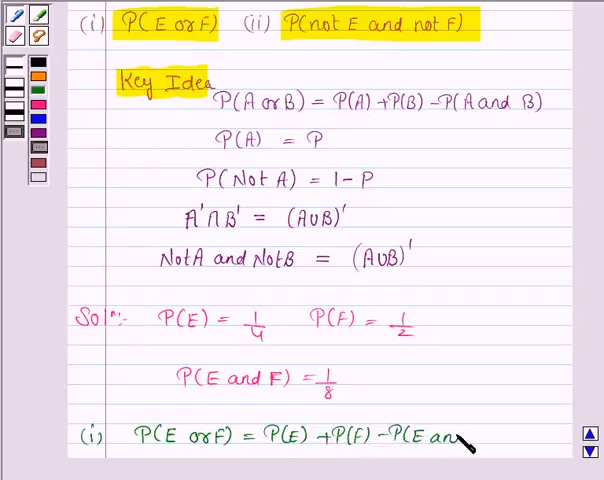 (i) P(E or F) (ii) P(not E and not F)
Key Idea
P(A or B) = P(A) + P(B) - P(A and B)
P(A) = P
P(Not A) = 1 - P
A'∩B' = (A∪B)'
Not A and Not B = (A∪B)'
Soln:- P(E) = 1/4 P(F) = 1/2
P(E and F) = 1/8
(i) P(E or F) = P(E) + P(F) - P(E an